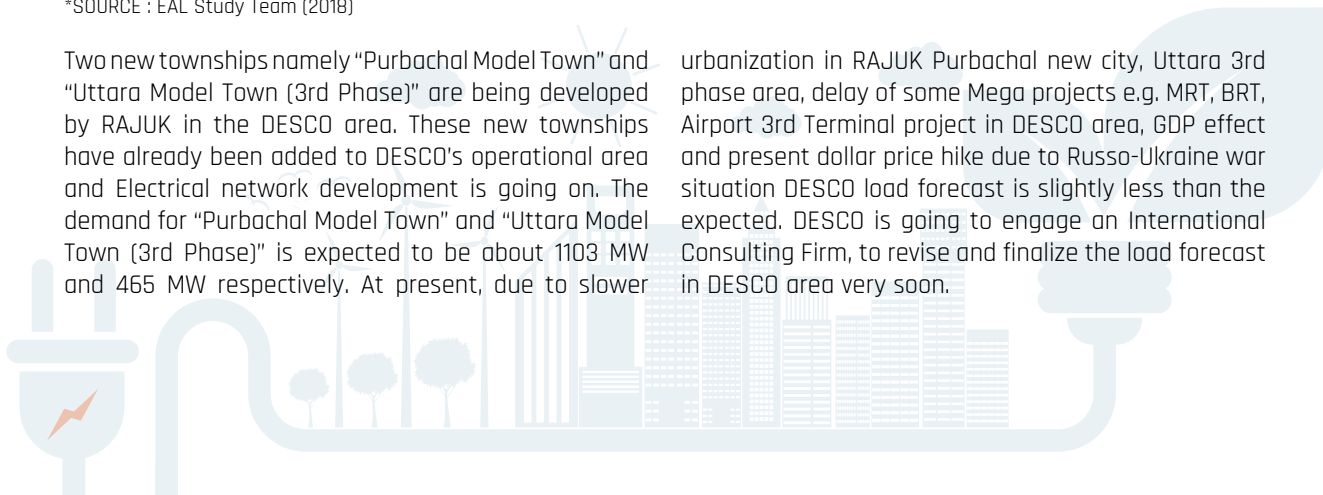 *SOURCE : EAL Study Team (2018)
Two new townships namely “Purbachal Model Town” and
“Uttara Model Town (3rd Phase)” are being developed
by RAJUK in the DESCO area. These new townships
have already been added to DESCO’s operational area
and Electrical network development is going on. The
demand for “Purbachal Model Town” and “Uttara Model
Town (3rd Phase)” is expected to be about 1103 MW
and 465 MW respectively. At present, due to slower
urbanization in RAJUK Purbachal new city, Uttara 3rd
phase area, delay of some Mega projects e.g. MRT, BRT,
Airport 3rd Terminal project in DESCO area, GDP effect
and present dollar price hike due to Russo-Ukraine war
situation DESCO load forecast is slightly less than the
expected. DESCO is going to engage an International
Consulting Firm, to revise and finalize the load forecast
in DESCO area very soon.